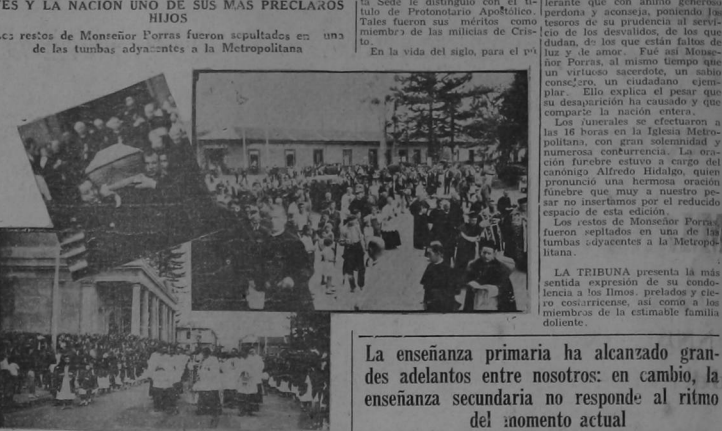 ES Y LA NACION UNO DE SUS MAS PRECLAROS
HIJOS
os restos de Monseñor Porras fueron sepultados en una
de las tumbas adyacentes a la Metropolitana
ta Sede le distinguió con el tí-
tulo de Protonotario Apostólico.
Tales fueron sus méritos como
miembro de las milicias de Cris-
to.
En la vida del siglo, para el
lerante que con ánimo generoso
perdona y aconseja, poniendo los
tesoros de su prudencia al servi-
cio de los desvalidos, de los que
dudan, de los que están faltos de
luz y de amor. Fué así Monse-
ñor Porras, al mismo tiempo que
un virtuoso sacerdote, un sabio
consejero, un ciudadano ejem-
plar. Ello explica el pesar que
su desaparición ha causado y que
comparte la nación entera.
Los funerales se efectuaron a
las 16 horas en la Iglesia Metro-
politana, con gran solemnidad y
numerosa concurrencia. La ora-
ción fúnebre estuvo a cargo del
canónigo Alfredo Hidalgo, quien
pronunció una hermosa oración
fúnebre que muy a nuestro pe-
sar no insertamos por el reducido
espacio de esta edición.
Los restos de Monseñor Porras
fueron sepltados en una de las
tumbas adyacentes a la Metropo-
litana.
LA TRIBUNA presenta la más
sentida expresión de su condo-
lencia a los Ilmos. prelados y cle-
ro costarricense, así como a los
miembros de la estimable familia
doliente.
La enseñanza primaria ha alcanzado gran-
des adelantos entre nosotros: en cambio, la
enseñanza secundaria no responde al ritmo
del momento actual